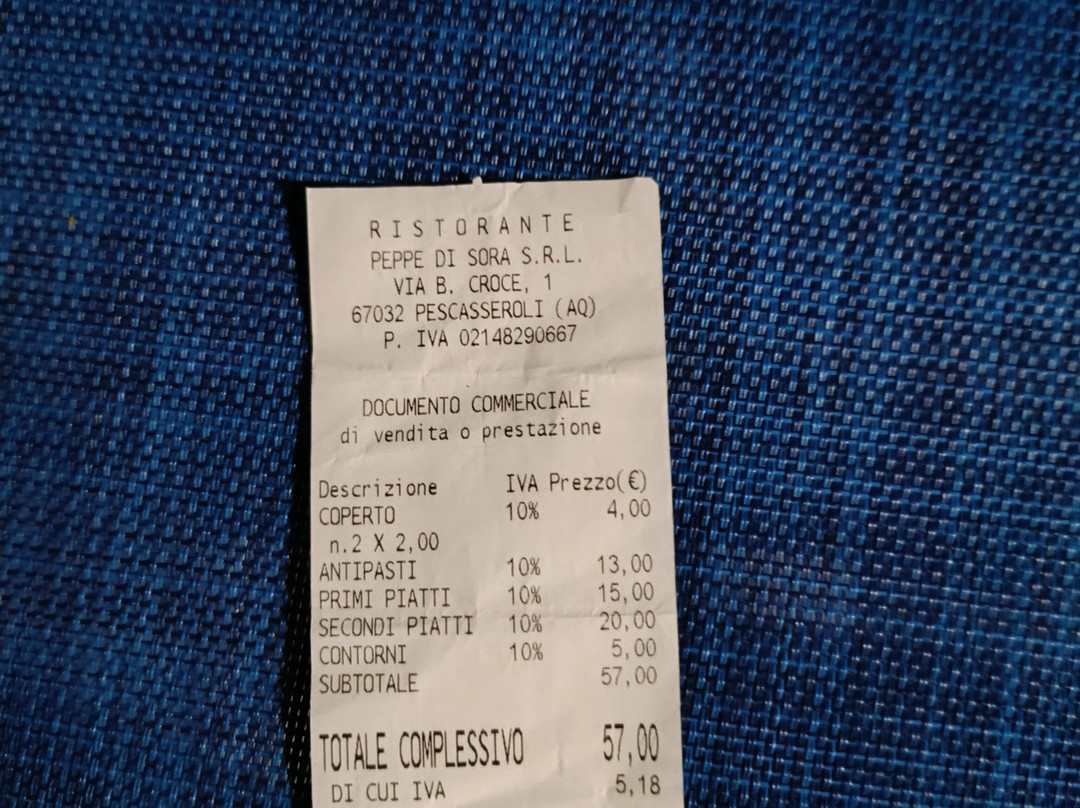 RISTORANTE
PEPPE DI SORA S.R.L.
VIA B. CROCE, 1
67032 PESCASSEROLI (AQ)
P. IVA 02148290667
DOCUMENTO COMMERCIALE
di vendita o prestazione
Descrizione IVA Prezzo(€)
COPERTO 10% 4,00
n.2 X 2,00
ANTIPASTI 10% 13,00
PRIMI PIATTI 10% 15,00
SECONDI PIATTI 10% 20,00
CONTORNI 10% 5,00
SUBTOTALE 57,00
TOTALE COMPLESSIVO 57,00
DI CUI IVA 5,18